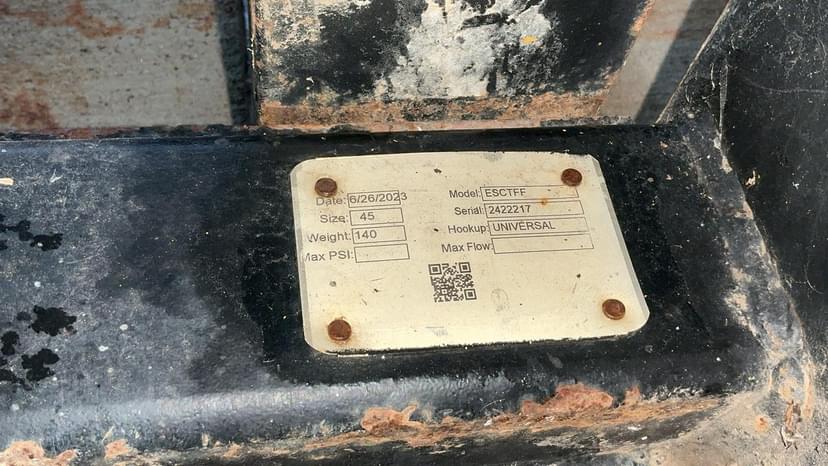 Date: 6/26/2023
Size: 45
Weight: 140
Max PSI:
Model: ESCTFF
Serial: 2422217
Hookup: UNIVERSAL
Max Flow: